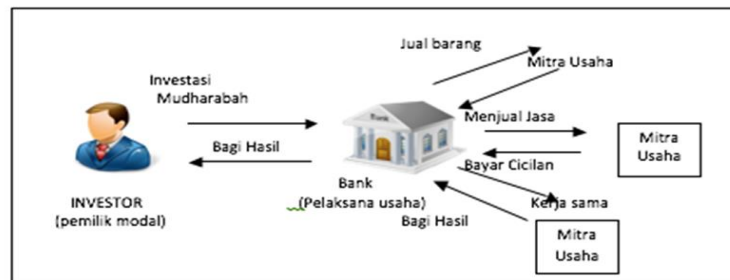 Jual barang
Mitra Usaha
Investasi
Mudharabah
Bank
Menjual Jasa
Mitra
Usaha
Bagi Hasil
Bayar Cicilan
INVESTOR
(pemilik modal)
Bank
(Pelaksana usaha)
Kerja sama
Bagi Hasil
Mitra
Usaha